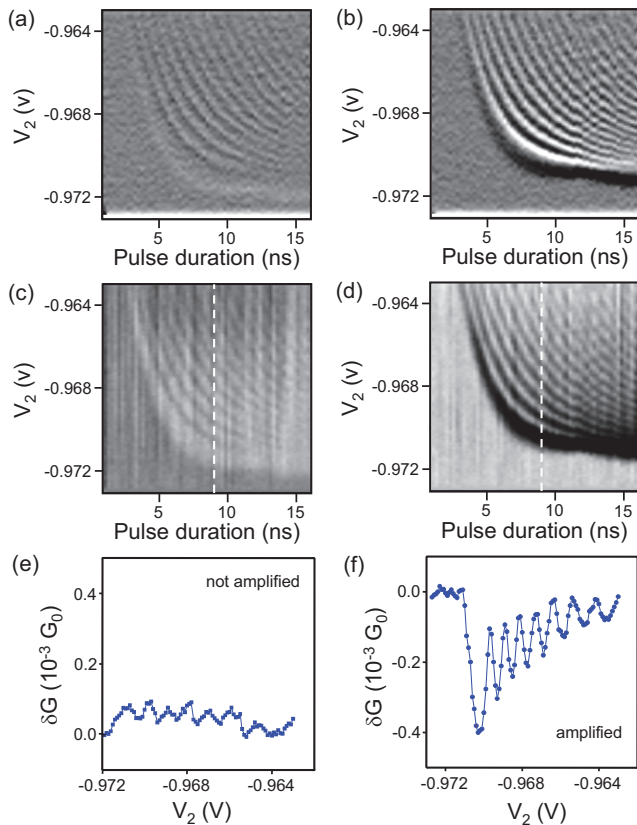 (a)
-0.964
-0.968
-0.972
V2 (v)
5 10 15
Pulse duration (ns)
(b)
-0.964
-0.968
-0.972
V2 (v)
5 10 15
Pulse duration (ns)
(c)
-0.964
-0.968
-0.972
V2 (v)
5 10 15
Pulse duration (ns)
(d)
-0.964
-0.968
-0.972
V2 (v)
5 10 15
Pulse duration (ns)
(e)
not amplified
0.4
0.2
0.0
δG (10⁻³ G₀)
-0.972 -0.968 -0.964
V₂ (V)
(f)
0.0
-0.2
-0.4
δG (10⁻³ G₀)
amplified
-0.972 -0.968 -0.964
V₂ (V)